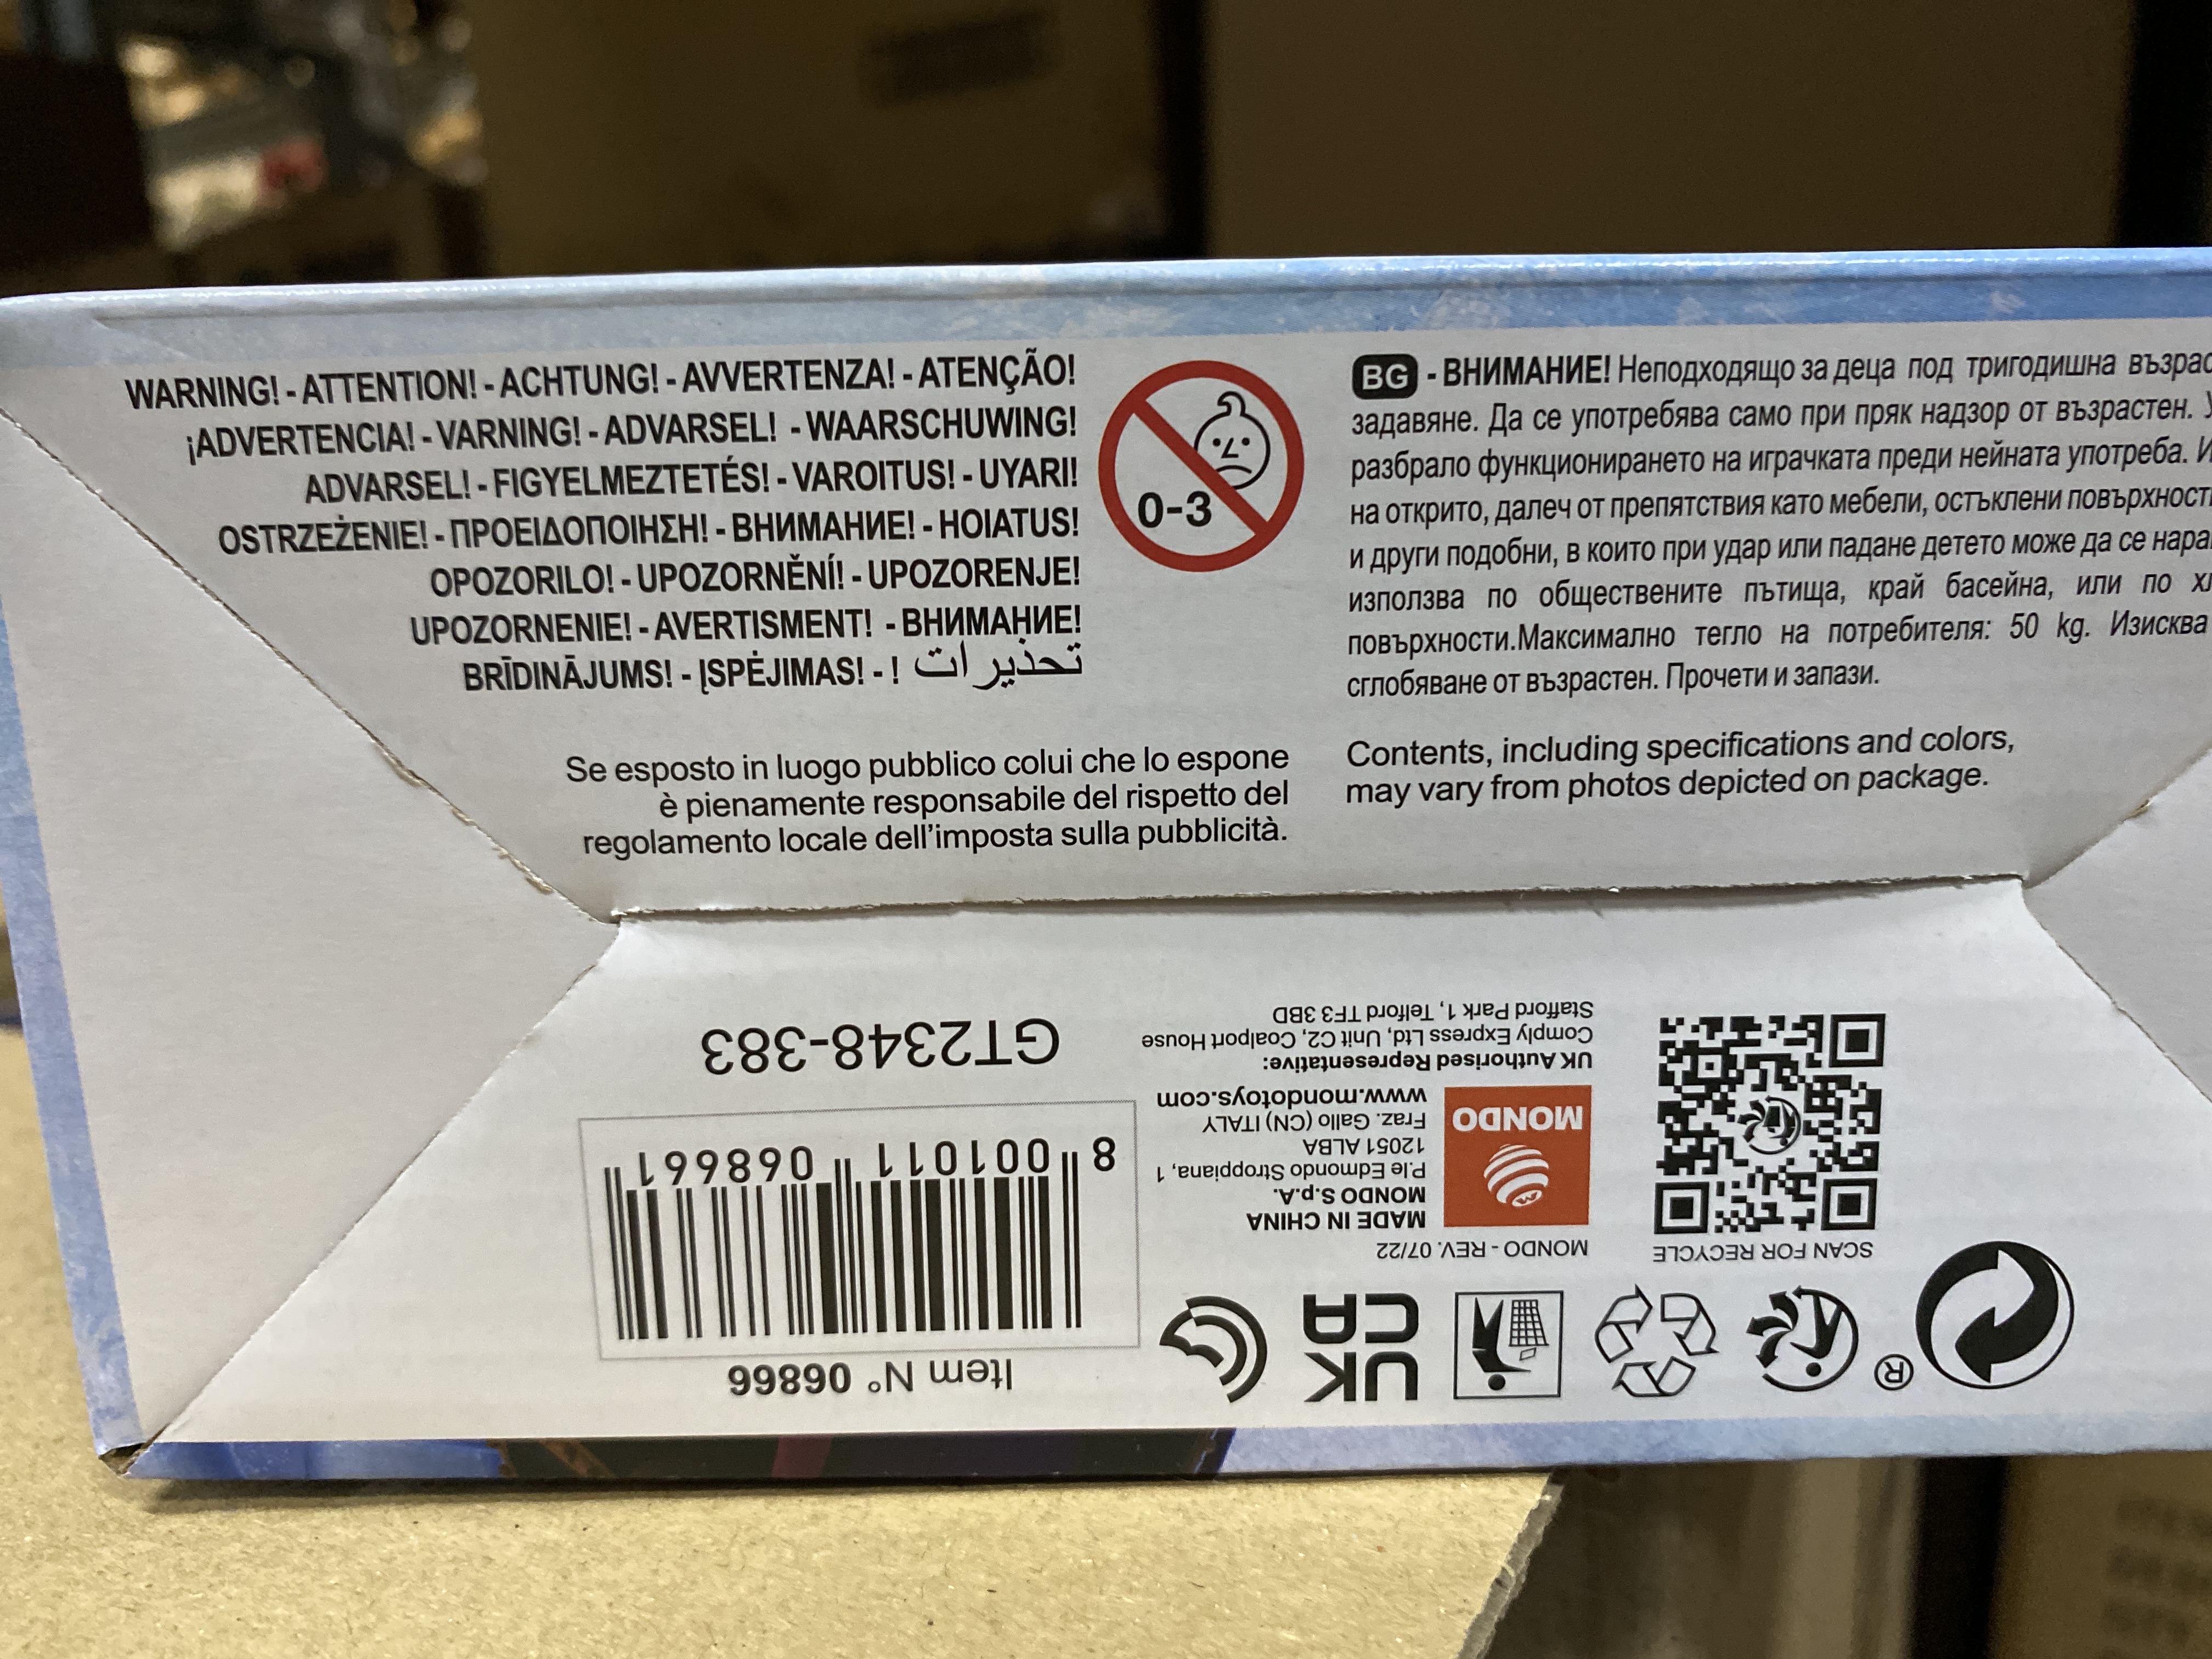 WARNING! - ATTENTION! - ACHTUNG! - AVVERTENZA! - ATENÇÃO!
¡ADVERTENCIA! - VARNING! - ADVARSEL! - WAARSCHUWING!
ADVARSEL! - FIGYELMEZTETÉS! - VAROITUS! - UYARI!
OSTRZEŻENIE! - ΠΡΟΕΙΔΟΠΟΙΗΣΗ! - ВНИМАНИЕ! - HOIATUS!
OPOZORILO! - UPOZORNĚNÍ! - UPOZORENJE!
UPOZORNENIE! - AVERTISMENT! - ВНИМАНИЕ!
BRĪDINĀJUMS! - ĮSPĖJIMAS! - ! تحذيرات
0-3
Se esposto in luogo pubblico colui che lo espone
è pienamente responsabile del rispetto del
regolamento locale dell'imposta sulla pubblicità.
BG - ВНИМАНИЕ! Неподходящо за деца под тригодишна
задавяне. Да се употребява само при пряк надзор от възрастен.
разбрало функционирането на играчката преди нейната употреба.
на открито, далеч от препятствия като мебели, остъклени
и други подобни, в които при удар или падане детето може да се
използва по обществените пътища, край басейна, или по
повърхности.Максимално тегло на потребителя: 50 kg. Изисква
сглобяване от възрастен. Прочети и запази.
Contents, including specifications and colors,
may vary from photos depicted on package.
Item N° 06866
8 001011 068661
GT2348-383
UK
CA
MONDO - REV. 07/22
MADE IN CHINA
MONDO S.p.A.
P.le Edmondo Stroppiana, 1
12051 ALBA
Fraz. Gallo (CN) ITALY
www.mondotoys.com
MONDO
UK Authorised Representative:
Comply Express Ltd, Unit C2, Coalport House
Stafford Park 1, Telford TF3 3BD
SCAN FOR RECYCLE
®